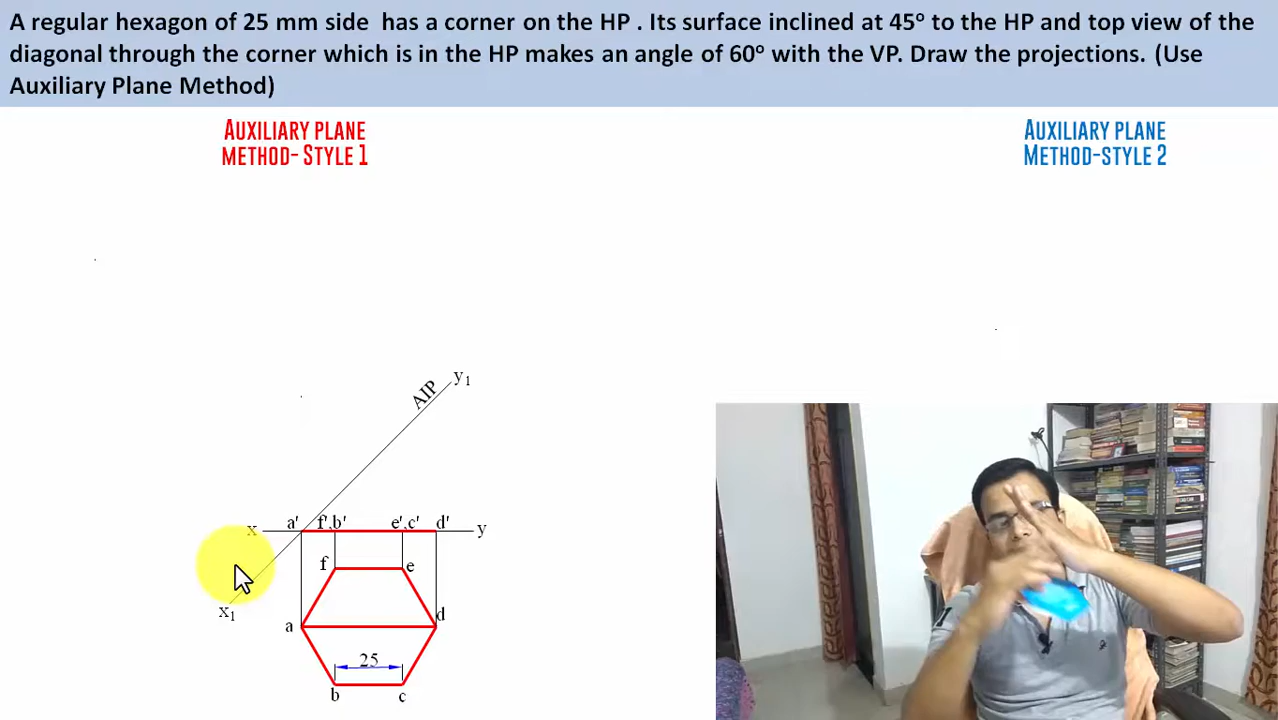 A regular hexagon of 25 mm side has a corner on the HP . Its surface inclined at 45º to the HP and top view of the
diagonal through the corner which is in the HP makes an angle of 60º with the VP. Draw the projections. (Use
Auxiliary Plane Method)
AUXILIARY PLANE
METHOD- STYLE 1
AUXILIARY PLANE
METHOD-STYLE 2
AIP
y₁
x
a'
f',b'
e',c'
d'
y
f
e
x₁
a
d
25
b
c